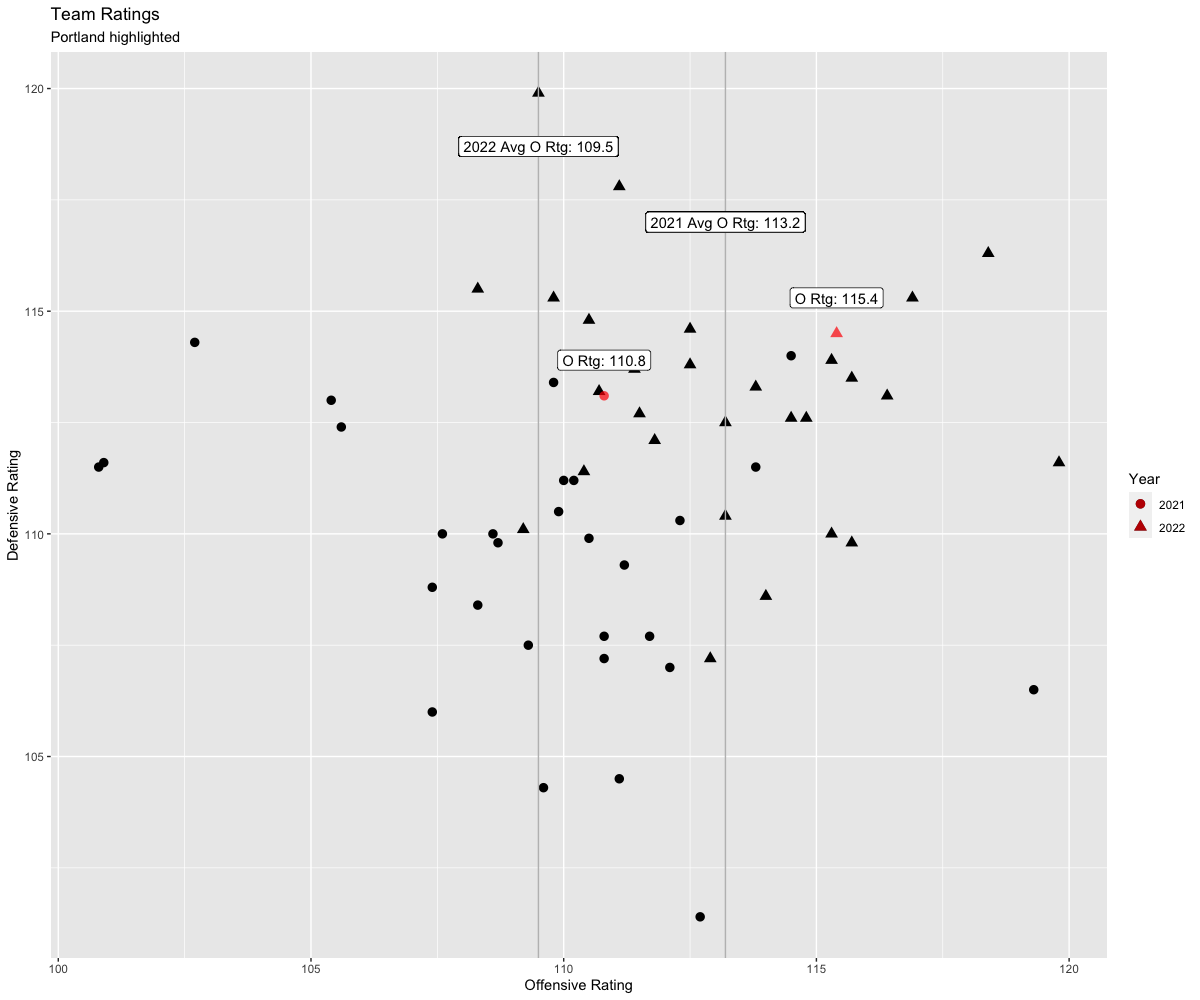 Team Ratings
Portland highlighted
120
2022 Avg O Rtg: 109.5
2021 Avg O Rtg: 113.2
O Rtg: 115.4
115
O Rtg: 110.8
Defensive Rating
110
105
Year
2021
2022
100 105 110 115 120
Offensive Rating